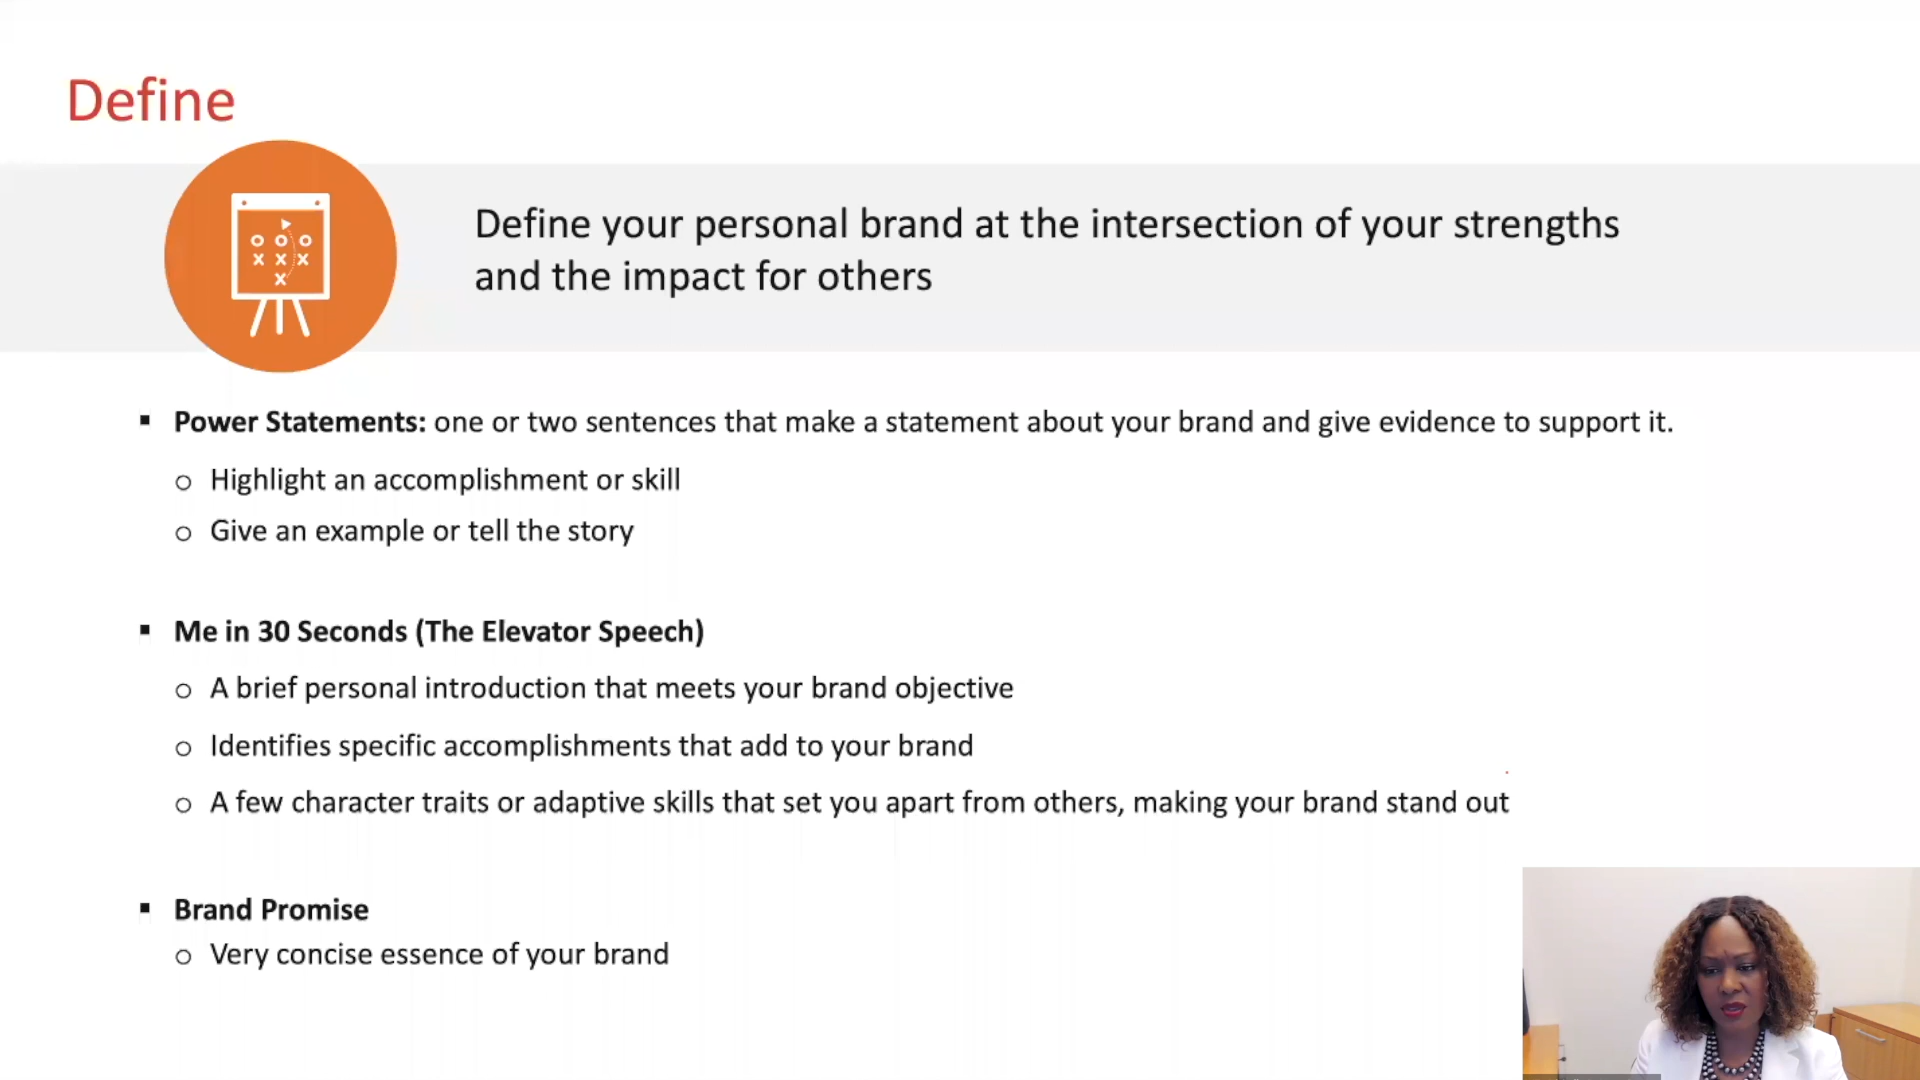 Define
Define your personal brand at the intersection of your strengths
and the impact for others
▪ Power Statements: one or two sentences that make a statement about your brand and give evidence to support it.
o Highlight an accomplishment or skill
o Give an example or tell the story
▪ Me in 30 Seconds (The Elevator Speech)
o A brief personal introduction that meets your brand objective
o Identifies specific accomplishments that add to your brand
o A few character traits or adaptive skills that set you apart from others, making your brand stand out
▪ Brand Promise
o Very concise essence of your brand